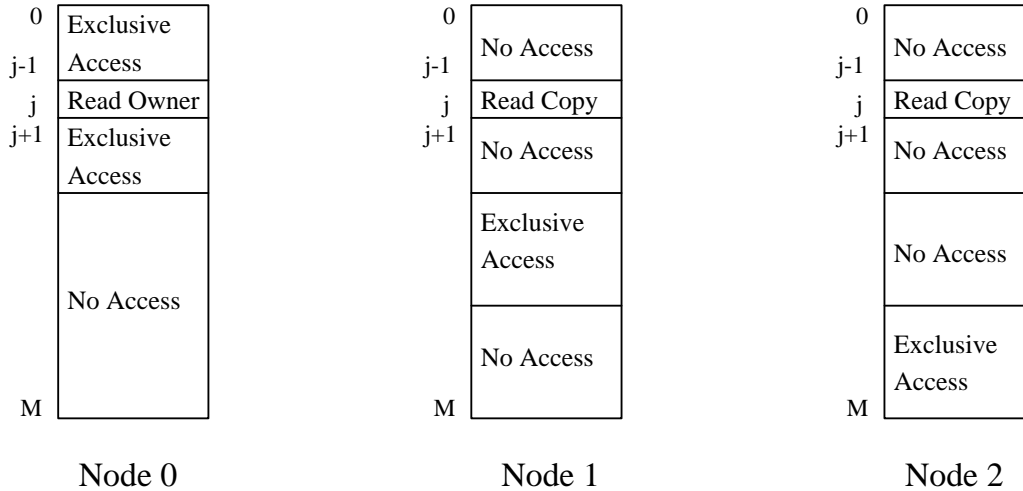 0
Exclusive
Access
j-1
j
Read Owner
j+1
Exclusive
Access
No Access
M
Node 0
0
No Access
j-1
j
Read Copy
j+1
No Access
Exclusive
Access
No Access
M
Node 1
0
No Access
j-1
j
Read Copy
j+1
No Access
No Access
Exclusive
Access
M
Node 2